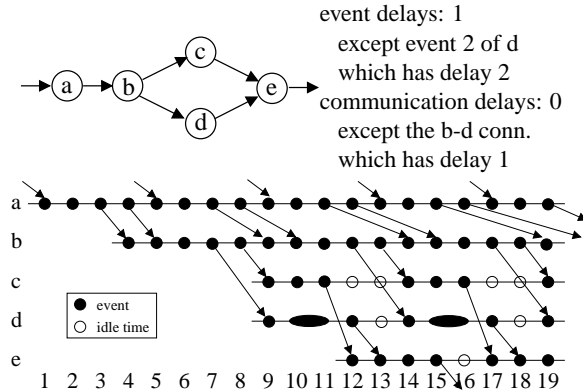 event delays: 1
except event 2 of d
which has delay 2
communication delays: 0
except the b-d conn.
which has delay 1
a
b
c
d
e
a
b
c
d
e
event
idle time
1 2 3 4 5 6 7 8 9 10 11 12 13 14 15 16 17 18 19